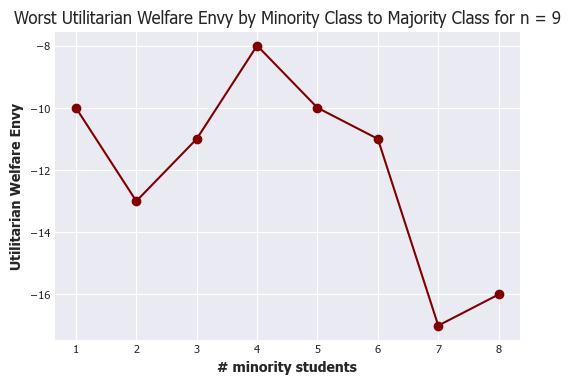 Worst Utilitarian Welfare Envy by Minority Class to Majority Class for n = 9
Utilitarian Welfare Envy
−8
−10
−12
−14
−16
1 2 3 4 5 6 7 8
# minority students